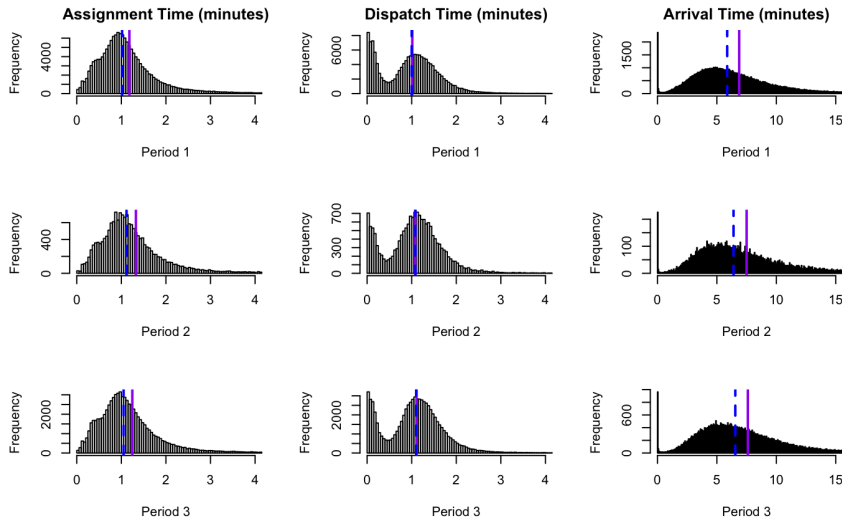 Assignment Time (minutes)
Dispatch Time (minutes)
Arrival Time (minutes)
Frequency
0 4000
0 1 2 3 4
Period 1
Frequency
0 6000
0 1 2 3 4
Period 1
Frequency
0 1500
0 5 10 15
Period 1
Frequency
0 400
0 1 2 3 4
Period 2
Frequency
0 300 700
0 1 2 3 4
Period 2
Frequency
0 100
0 5 10 15
Period 2
Frequency
0 2000
0 1 2 3 4
Period 3
Frequency
0 2000
0 1 2 3 4
Period 3
Frequency
0 600
0 5 10 15
Period 3